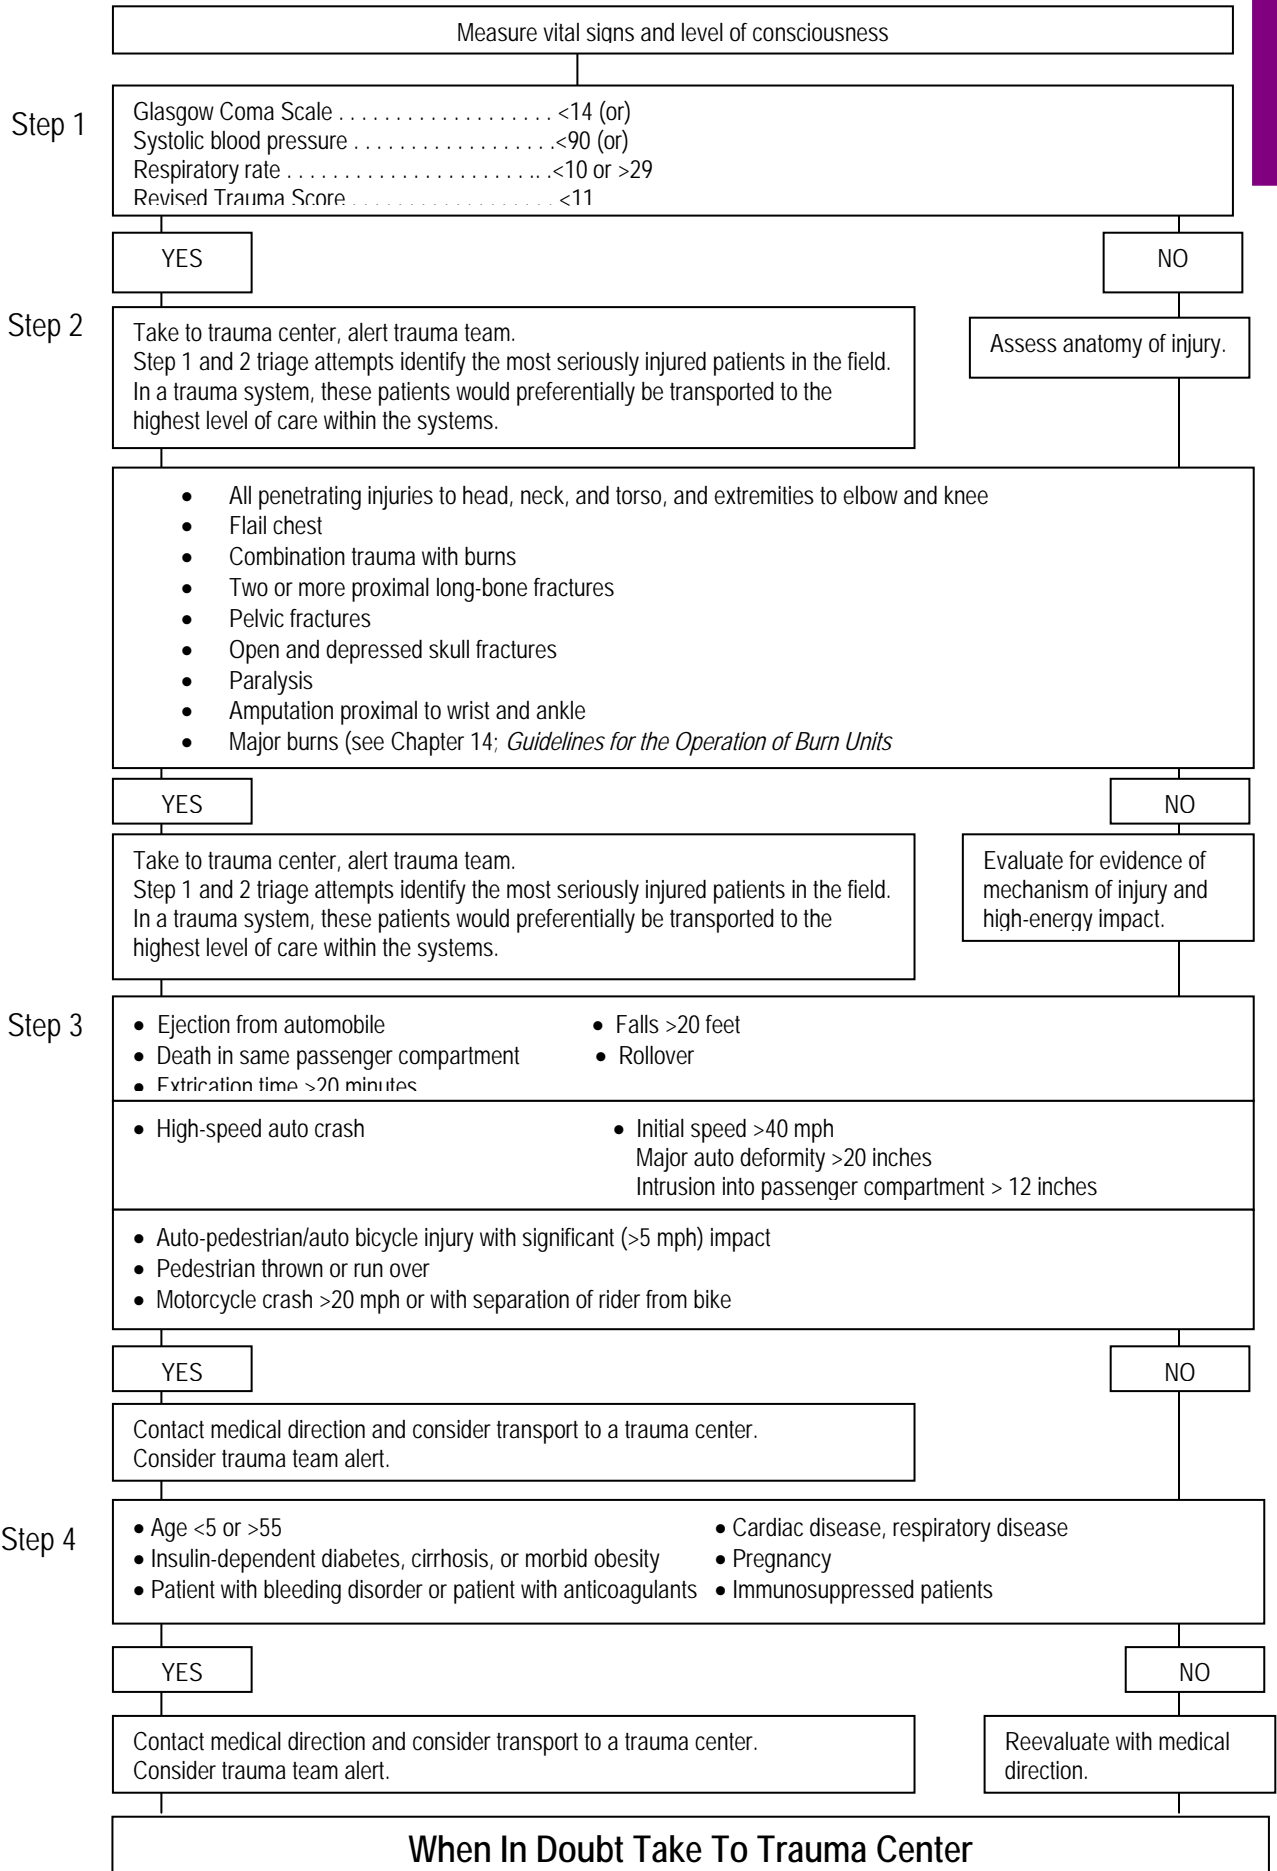 Measure vital signs and level of consciousness
Step 1
Glasgow Coma Scale . . . . . . . . . . . . . . . . . . . <14 (or)
Systolic blood pressure . . . . . . . . . . . . . . . . . .<90 (or)
Respiratory rate . . . . . . . . . . . . . . . . . . . . . . .. .<10 or >29
Revised Trauma Score . . . . . . . . . . . . . . . . . . <11
YES
NO
Step 2
Take to trauma center, alert trauma team.
Step 1 and 2 triage attempts identify the most seriously injured patients in the field.
In a trauma system, these patients would preferentially be transported to the
highest level of care within the systems.
Assess anatomy of injury.
• All penetrating injuries to head, neck, and torso, and extremities to elbow and knee
• Flail chest
• Combination trauma with burns
• Two or more proximal long-bone fractures
• Pelvic fractures
• Open and depressed skull fractures
• Paralysis
• Amputation proximal to wrist and ankle
• Major burns (see Chapter 14; Guidelines for the Operation of Burn Units
YES
NO
Take to trauma center, alert trauma team.
Step 1 and 2 triage attempts identify the most seriously injured patients in the field.
In a trauma system, these patients would preferentially be transported to the
highest level of care within the systems.
Evaluate for evidence of
mechanism of injury and
high-energy impact.
Step 3
• Ejection from automobile • Falls >20 feet
• Death in same passenger compartment • Rollover
• Extrication time >20 minutes
• High-speed auto crash • Initial speed >40 mph
Major auto deformity >20 inches
Intrusion into passenger compartment > 12 inches
• Auto-pedestrian/auto bicycle injury with significant (>5 mph) impact
• Pedestrian thrown or run over
• Motorcycle crash >20 mph or with separation of rider from bike
YES
NO
Contact medical direction and consider transport to a trauma center.
Consider trauma team alert.
Step 4
• Age <5 or >55 • Cardiac disease, respiratory disease
• Insulin-dependent diabetes, cirrhosis, or morbid obesity • Pregnancy
• Patient with bleeding disorder or patient with anticoagulants • Immunosuppressed patients
YES
NO
Contact medical direction and consider transport to a trauma center.
Consider trauma team alert.
Reevaluate with medical
direction.
When In Doubt Take To Trauma Center